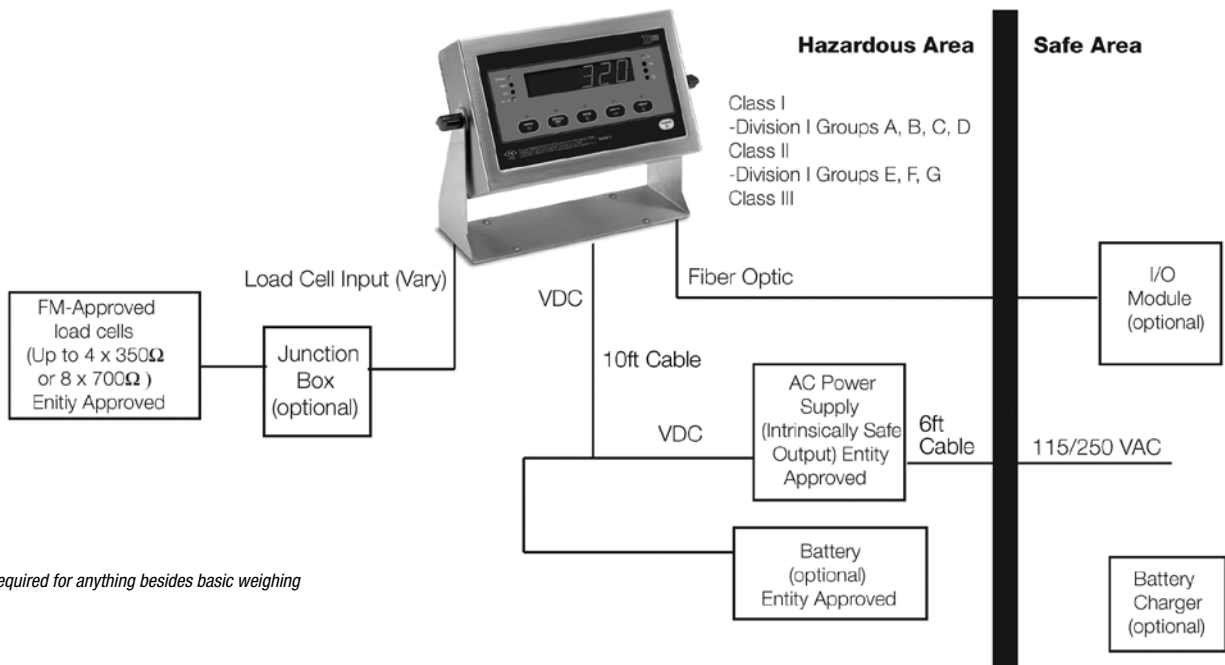 Hazardous Area
Safe Area
320
Class I
-Division I Groups A, B, C, D
Class II
-Division I Groups E, F, G
Class III
Load Cell Input (Vary)
VDC
Fiber Optic
I/O
Module
(optional)
FM-Approved
load cells
(Up to 4 x 350Ω
or 8 x 700Ω )
Enitiy Approved
Junction
Box
(optional)
10ft Cable
VDC
AC Power
Supply
(Intrinsically Safe
Output) Entity
Approved
6ft
Cable
115/250 VAC
Battery
(optional)
Entity Approved
Battery
Charger
(optional)
equired for anything besides basic weighing